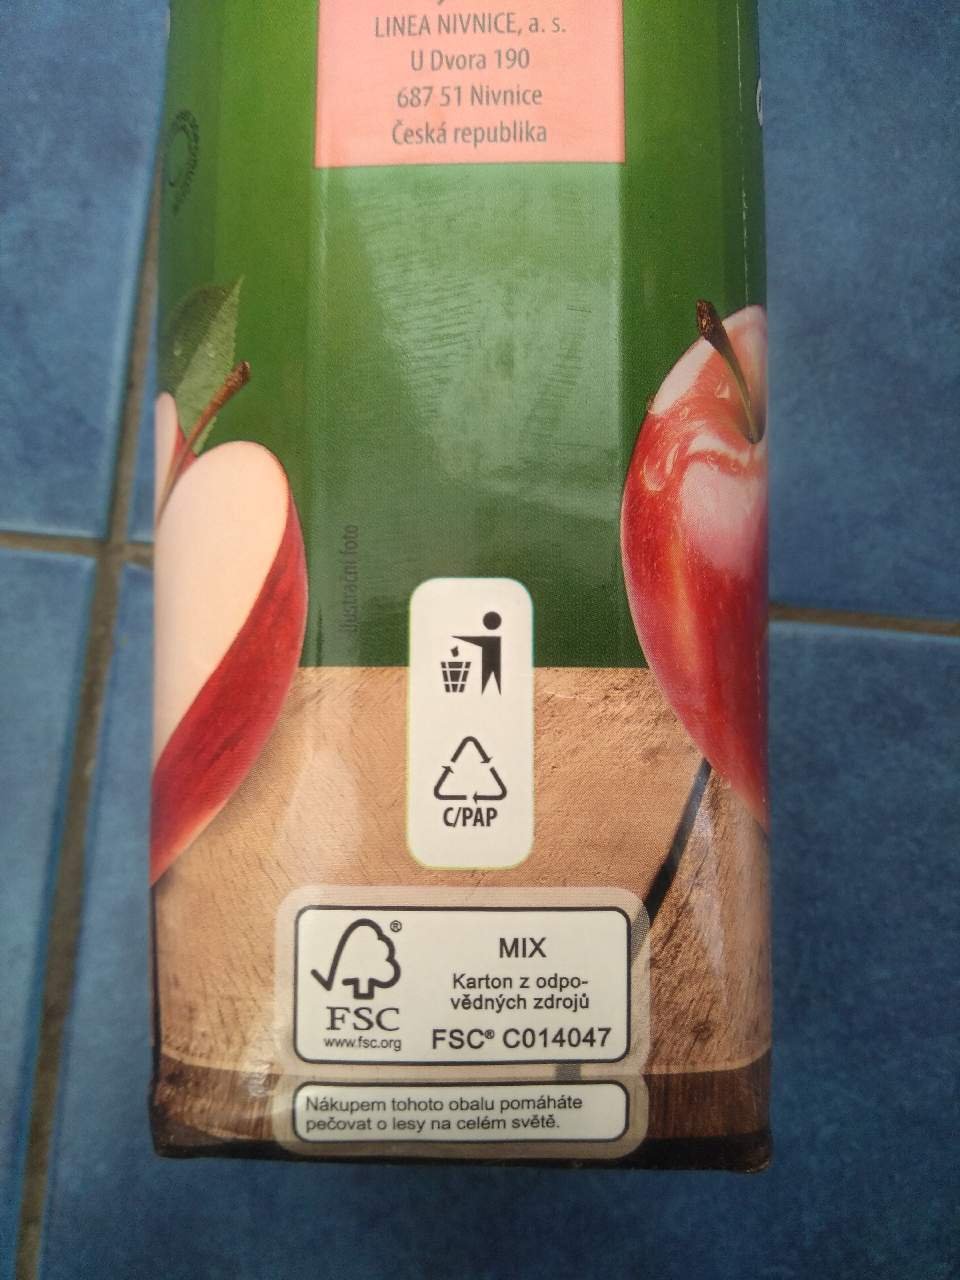 LINEA NIVNICE, a. s.
U Dvora 190
687 51 Nivnice
Česká republika
ilustrační foto
C/PAP
®
FSC
www.fsc.org
MIX
Karton z odpo-
vědných zdrojů
FSC® C014047
Nákupem tohoto obalu pomáháte
pečovat o lesy na celém světě.